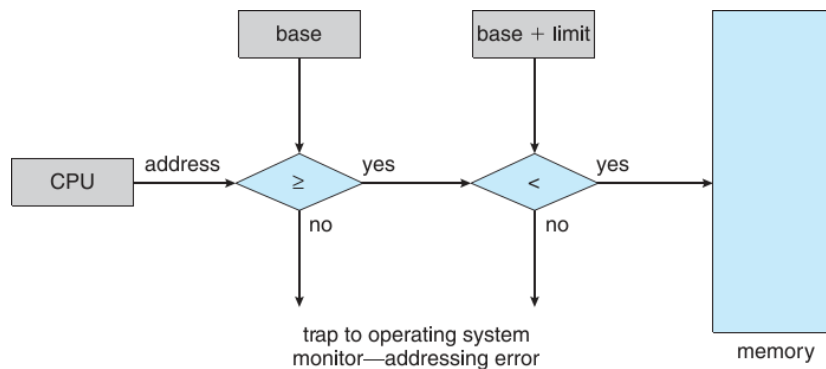 base
base + limit
CPU
address
≥
yes
<
yes
no
no
trap to operating system
monitor—addressing error
memory